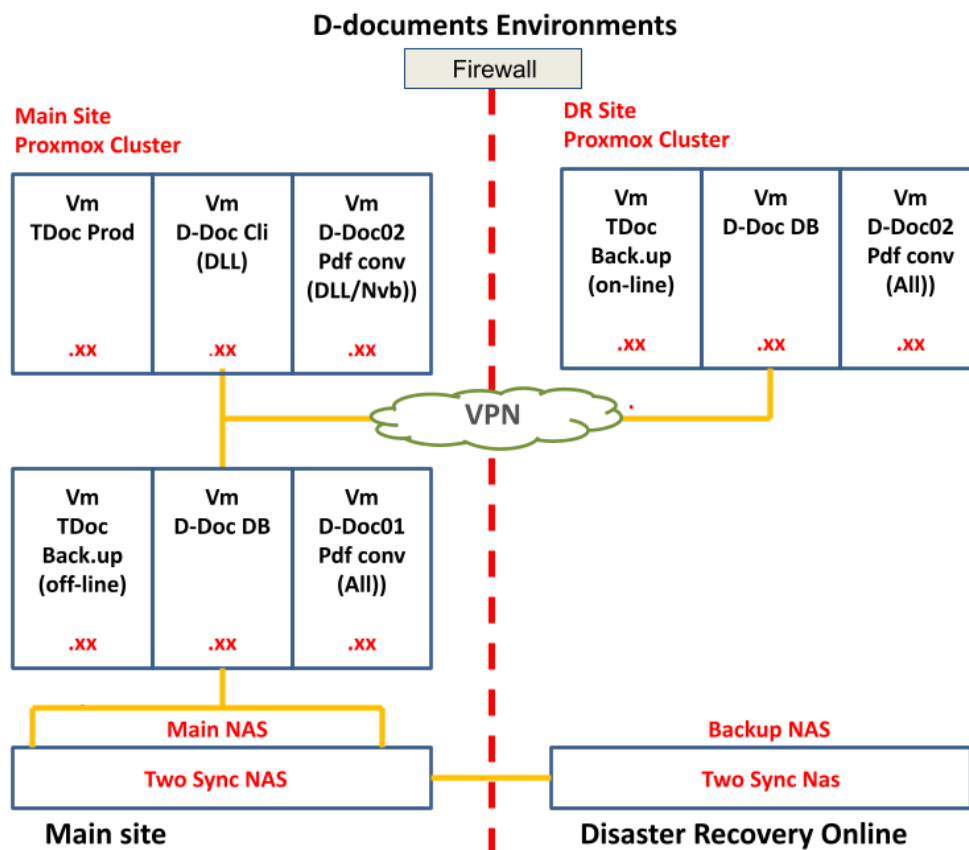 D-documents Environments
Firewall
Main Site
Proxmox Cluster
DR Site
Proxmox Cluster
Vm
TDoc Prod
.xx
Vm
D-Doc Cli
(DLL)
.xx
Vm
D-Doc02
Pdf conv
(DLL/Nvb))
.xx
Vm
TDoc
Back.up
(on-line)
.xx
Vm
D-Doc DB
.xx
Vm
D-Doc02
Pdf conv
(All))
.xx
VPN
.
Vm
TDoc
Back.up
(off-line)
.xx
Vm
D-Doc DB
.xx
Vm
D-Doc01
Pdf conv
(All))
.xx
Main NAS
Two Sync NAS
Backup NAS
Two Sync Nas
Main site
Disaster Recovery Online